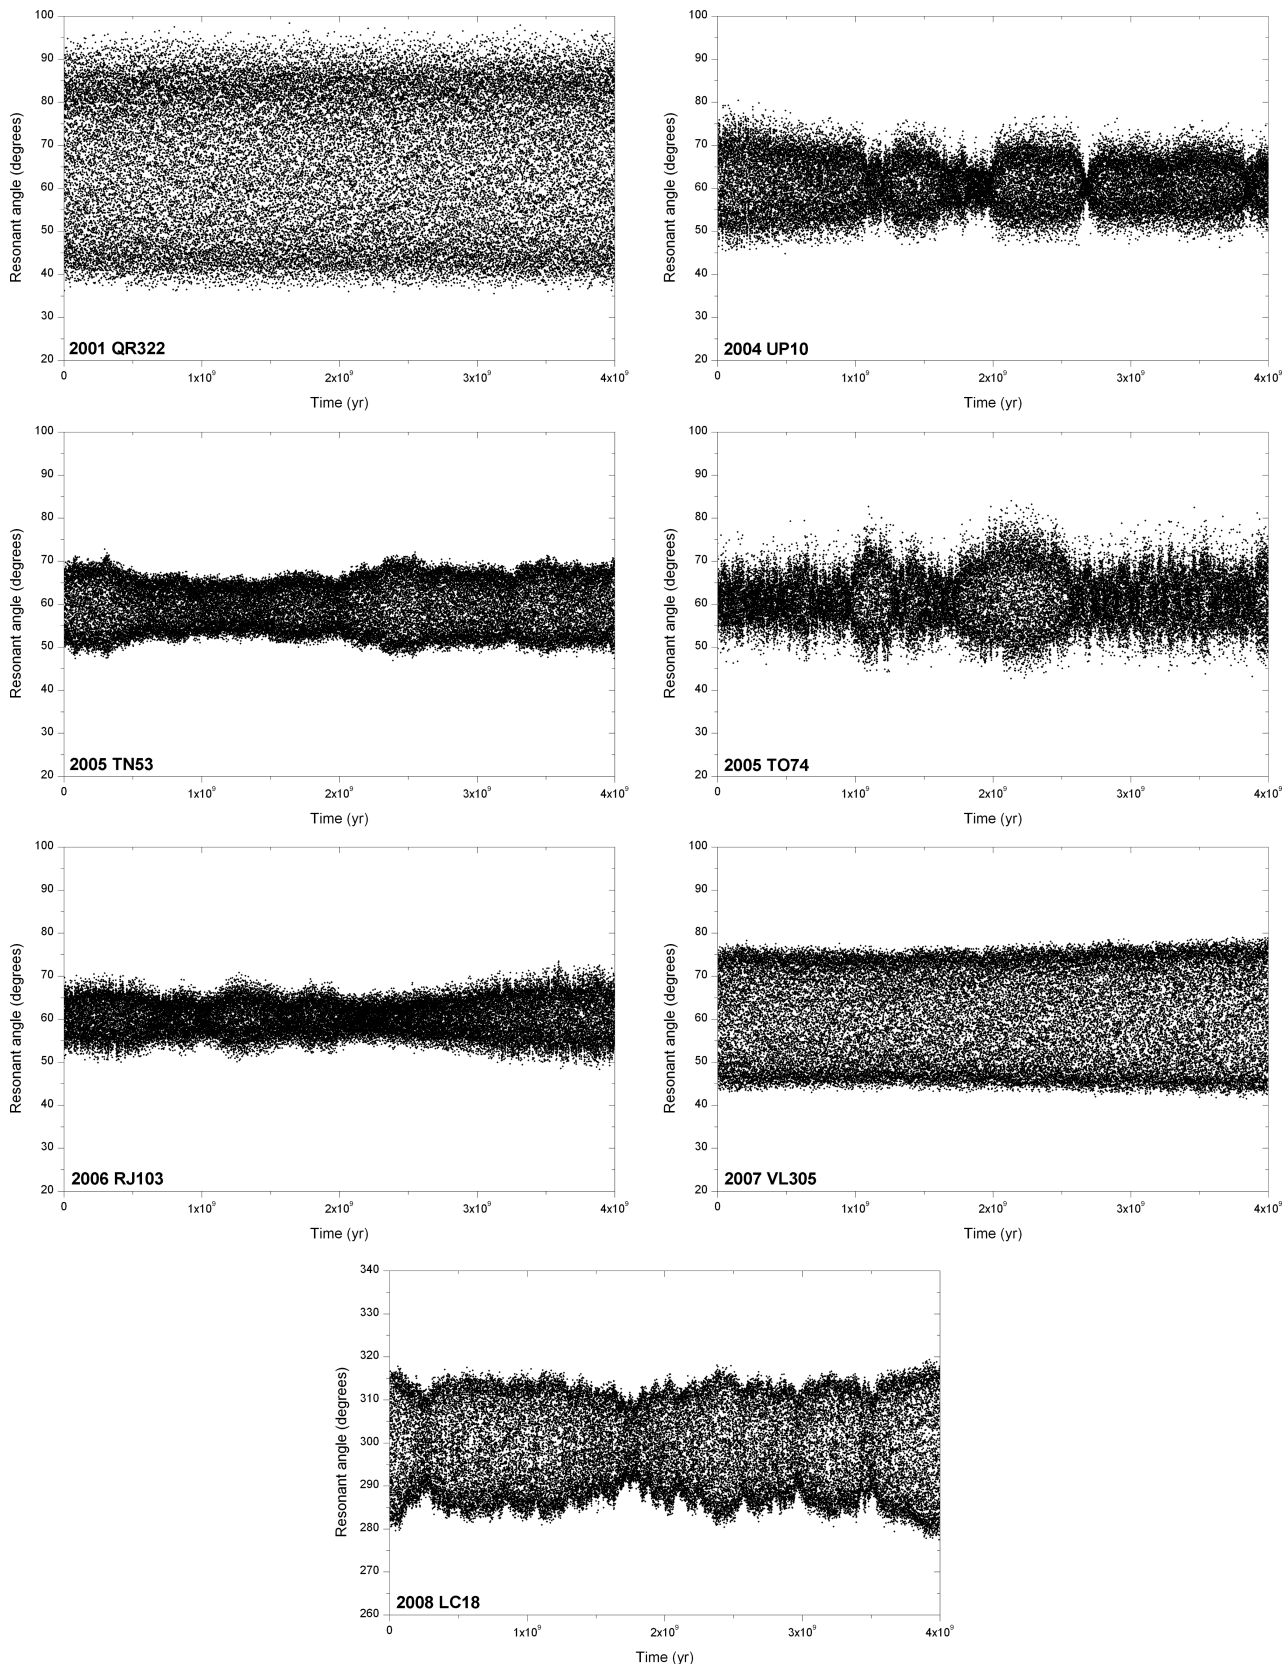 100
90
80
70
60
50
40
30
20
Resonant angle (degrees)
2001 QR322
0
1x10⁹
2x10⁹
3x10⁹
4x10⁹
Time (yr)
100
90
80
70
60
50
40
30
20
Resonant angle (degrees)
2004 UP10
0
1x10⁹
2x10⁹
3x10⁹
4x10⁹
Time (yr)
100
90
80
70
60
50
40
30
20
Resonant angle (degrees)
2005 TN53
0
1x10⁹
2x10⁹
3x10⁹
4x10⁹
Time (yr)
100
90
80
70
60
50
40
30
20
Resonant angle (degrees)
2005 TO74
0
1x10⁹
2x10⁹
3x10⁹
4x10⁹
Time (yr)
100
90
80
70
60
50
40
30
20
Resonant angle (degrees)
2006 RJ103
0
1x10⁹
2x10⁹
3x10⁹
4x10⁹
Time (yr)
100
90
80
70
60
50
40
30
20
Resonant angle (degrees)
2007 VL305
0
1x10⁹
2x10⁹
3x10⁹
4x10⁹
Time (yr)
340
330
320
310
300
290
280
270
260
Resonant angle (degrees)
2008 LC18
0
1x10⁹
2x10⁹
3x10⁹
4x10⁹
Time (yr)